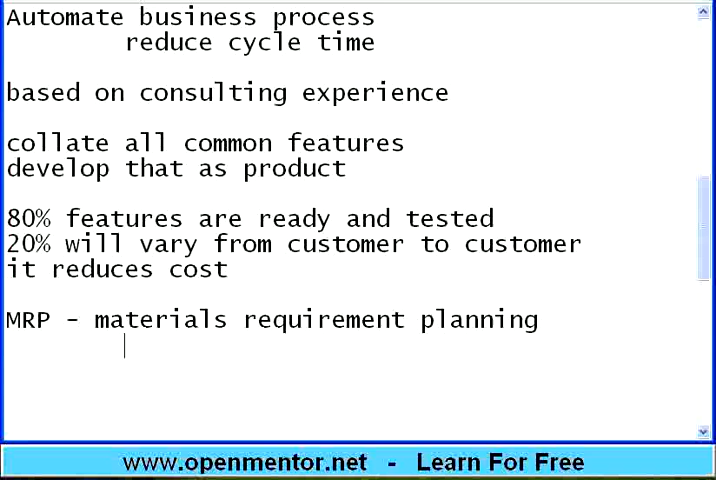 Automate business process
reduce cycle time
based on consulting experience
collate all common features
develop that as product
80% features are ready and tested
20% will vary from customer to customer
it reduces cost
MRP - materials requirement planning
www.openmentor.net - Learn For Free